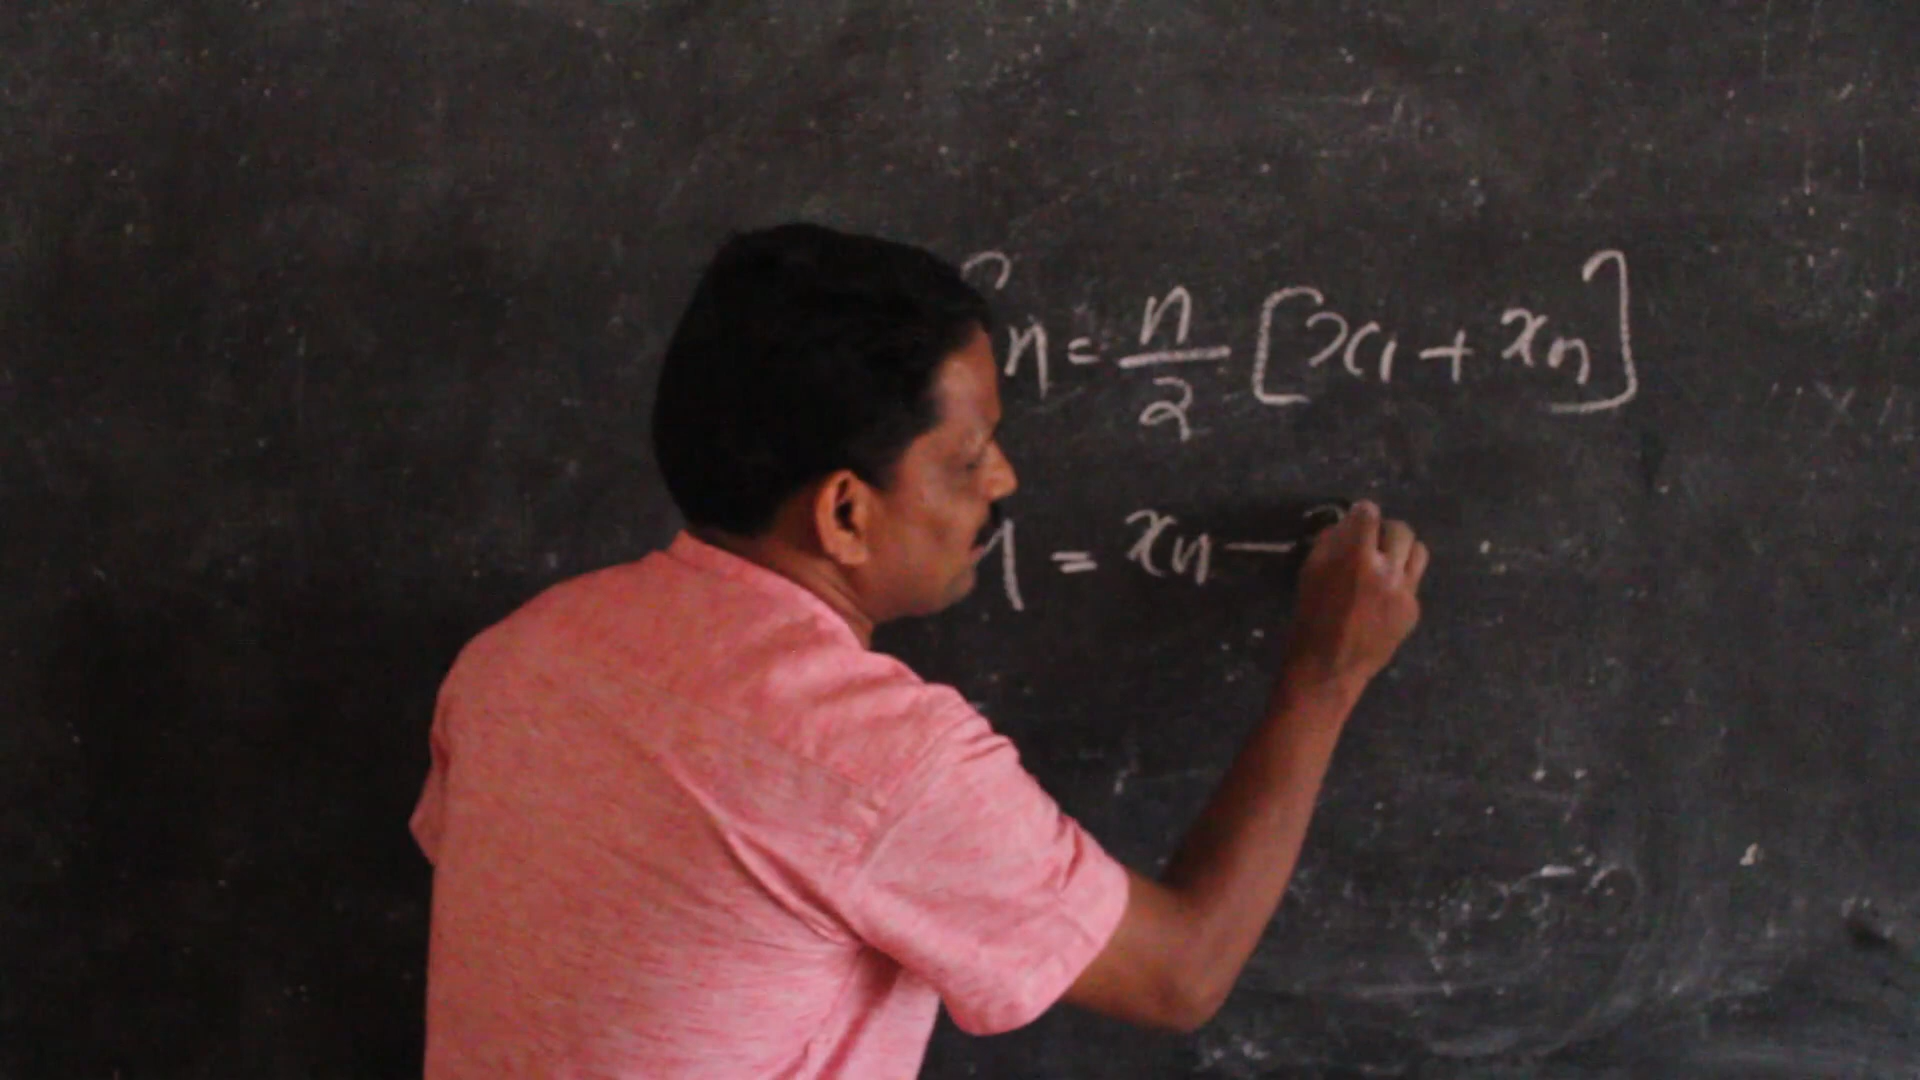 n = n/2 [x1 + xn]
n = xn -